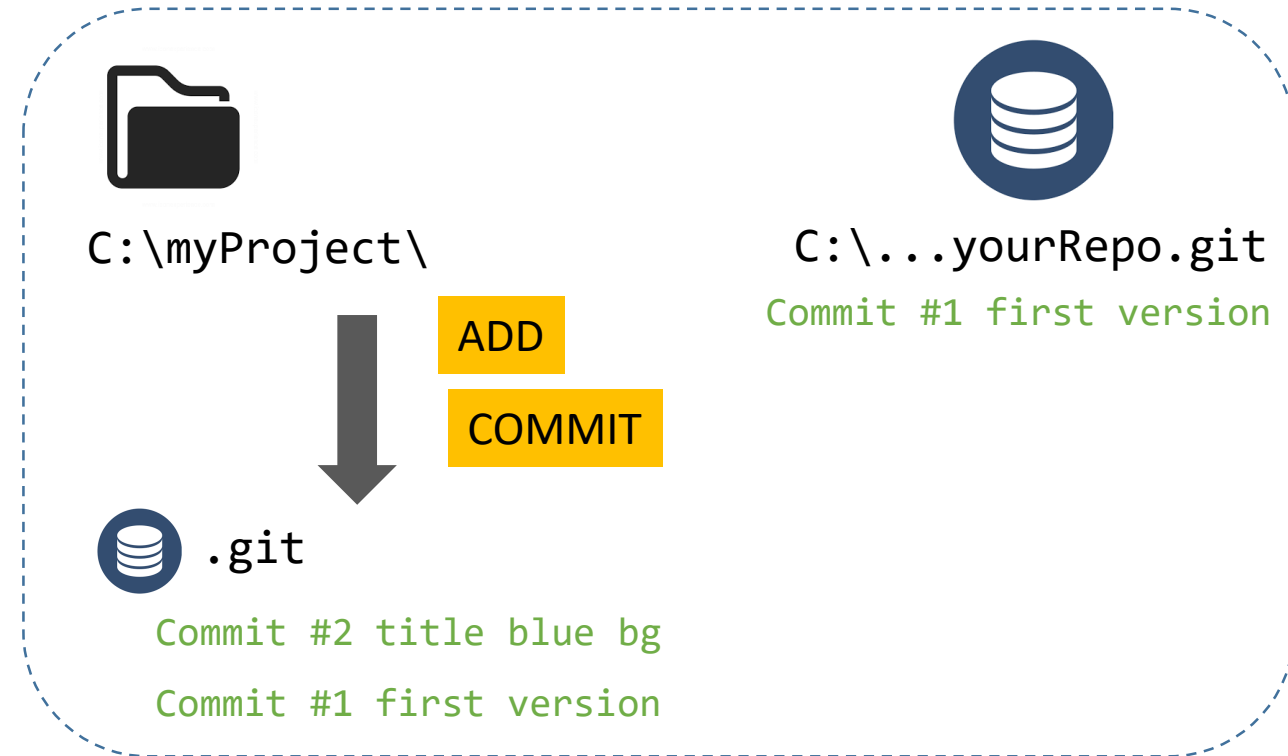 C:\myProject\
ADD
COMMIT
.git
Commit #2 title blue bg
Commit #1 first version
C:\...yourRepo.git
Commit #1 first version